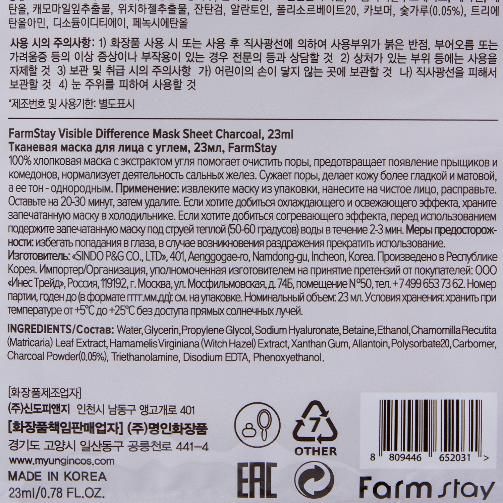 올, 캐모마일잎추출물, 위치하젤추출물, 잔탄검, 알란토인, 폴리소르베이트20, 카보머, 숯가루(0.05%), 트리에
탄올아민, 디소듐이디티에이, 페녹시에탄올
사용 시의 주의사항: 1) 화장품 사용 시 또는 사용 후 직사광선에 의하여 사용부위가 붉은 반점, 부어오름 또는
가려움증 등의 이상 증상이나 부작용이 있는 경우 전문의 등과 상담할 것 2) 상처가 있는 부위 등에는 사용을
자제할 것 3) 보관 및 취급 시의 주의사항 가) 어린이의 손이 닿지 않는 곳에 보관할 것 나) 직사광선을 피해서
보관할 것 4) 눈 주위를 피하여 사용할 것
*제조번호 및 사용기한: 별도표시
FarmStay Visible Difference Mask Sheet Charcoal, 23ml
Тканевая маска для лица с углем, 23мл, FarmStay
100% хлопковая маска с экстрактом угля помогает очистить поры, предотвращает появление прыщиков и
комедонов, нормализует деятельность сальных желез. Сужает поры, делает кожу более гладкой и матовой,
а ее тон - однородным. Применение: извлеките маску из упаковки, нанесите на чистое лицо, расправьте.
Оставьте на 20-30 минут, затем удалите. Если хотите добиться охлаждающего и освежающего эффекта, храните
запечатанную маску в холодильнике. Если хотите добиться согревающего эффекта, перед использованием
подержите запечатанную маску под струей теплой (50-60 градусов) воды в течение 2-3 мин. Меры предосторож-
ности: избегать попадания в глаза, в случае возникновения раздражения прекратить использование.
Изготовитель: «SINDO P&G CO., LTD», 401, Aenggogae-ro, Namdong-gu, Incheon, Korea. Произведено в Республике
Корея. Импортер/Организация, уполномоченная изготовителем на принятие претензий от покупателей: ООО
«Инес Трейд», Россия, 119192, г. Москва, ул. Мосфильмовская, д. 74Б, помещение №50, тел. +7 499 653 73 62. Номер
партии, годен до (в формате гггг.мм.дд): см. на упаковке. Номинальный объем: 23 мл. Условия хранения: хранить при
температуре от +5°C до +25°C без доступа прямых солнечных лучей.
INGREDIENTS/Состав: Water, Glycerin, Propylene Glycol, Sodium Hyaluronate, Betaine, Ethanol, Chamomilla Recutita
(Matricaria) Leaf Extract, Hamamelis Virginiana (Witch Hazel) Extract, Xanthan Gum, Allantoin, Polysorbate20, Carbomer,
Charcoal Powder(0.05%), Triethanolamine, Disodium EDTA, Phenoxyethanol.
[화장품제조업자]
(주)신도피앤지 인천시 남동구 앵고개로 401
[화장품책임판매업자] (주)명인화장품
경기도 고양시 일산동구 공릉천로 441-4
www.myungincos.com
MADE IN KOREA
23ml/0.78 FL.OZ.
7
OTHER
EAC
8 809446 652031 >
Farm stay